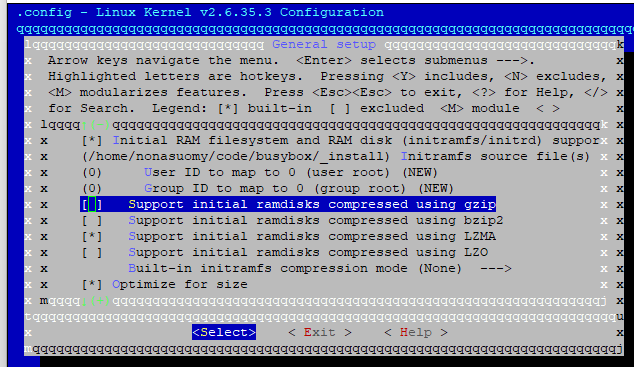 .config - Linux Kernel v2.6.35.3 Configuration
qqqqqqqqqqqqqqqqqqqqqqqqqqqqqqqqqqqqqqqqqqqqqqqqqqqqqqqqqqqqqqqqqqqqqqqqqqqqq
lqqqqqqqqqqqqqqqqqqqqqqqqqqqqqq General setup qqqqqqqqqqqqqqqqqqqqqqqqqqqqqqk
x Arrow keys navigate the menu. <Enter> selects submenus --->. x
x Highlighted letters are hotkeys. Pressing <Y> includes, <N> excludes, x
x <M> modularizes features. Press <Esc><Esc> to exit, <?> for Help, </> x
x for Search. Legend: [*] built-in [ ] excluded <M> module < > x
x lqqqq(-)qqqqqqqqqqqqqqqqqqqqqqqqqqqqqqqqqqqqqqqqqqqqqqqqqqqqqqqqqqqqqk x
x x [*] Initial RAM filesystem and RAM disk (initramfs/initrd) suppor x x
x x (/home/nonasuomy/code/busybox/_install) Initramfs source file(s) x x
x x (0) User ID to map to 0 (user root) (NEW) x x
x x (0) Group ID to map to 0 (group root) (NEW) x x
x x [ ] Support initial ramdisks compressed using gzip x x
x x [ ] Support initial ramdisks compressed using bzip2 x x
x x [*] Support initial ramdisks compressed using LZMA x x
x x [ ] Support initial ramdisks compressed using LZO x x
x x Built-in initramfs compression mode (None) ---> x x
x x [*] Optimize for size x x
x mqqqq(+)qqqqqqqqqqqqqqqqqqqqqqqqqqqqqqqqqqqqqqqqqqqqqqqqqqqqqqqqqqqqqj x
tqqqqqqqqqqqqqqqqqqqqqqqqqqqqqqqqqqqqqqqqqqqqqqqqqqqqqqqqqqqqqqqqqqqqqqqqqqqu
x <Select> < Exit > < Help > x
mqqqqqqqqqqqqqqqqqqqqqqqqqqqqqqqqqqqqqqqqqqqqqqqqqqqqqqqqqqqqqqqqqqqqqqqqqqqj